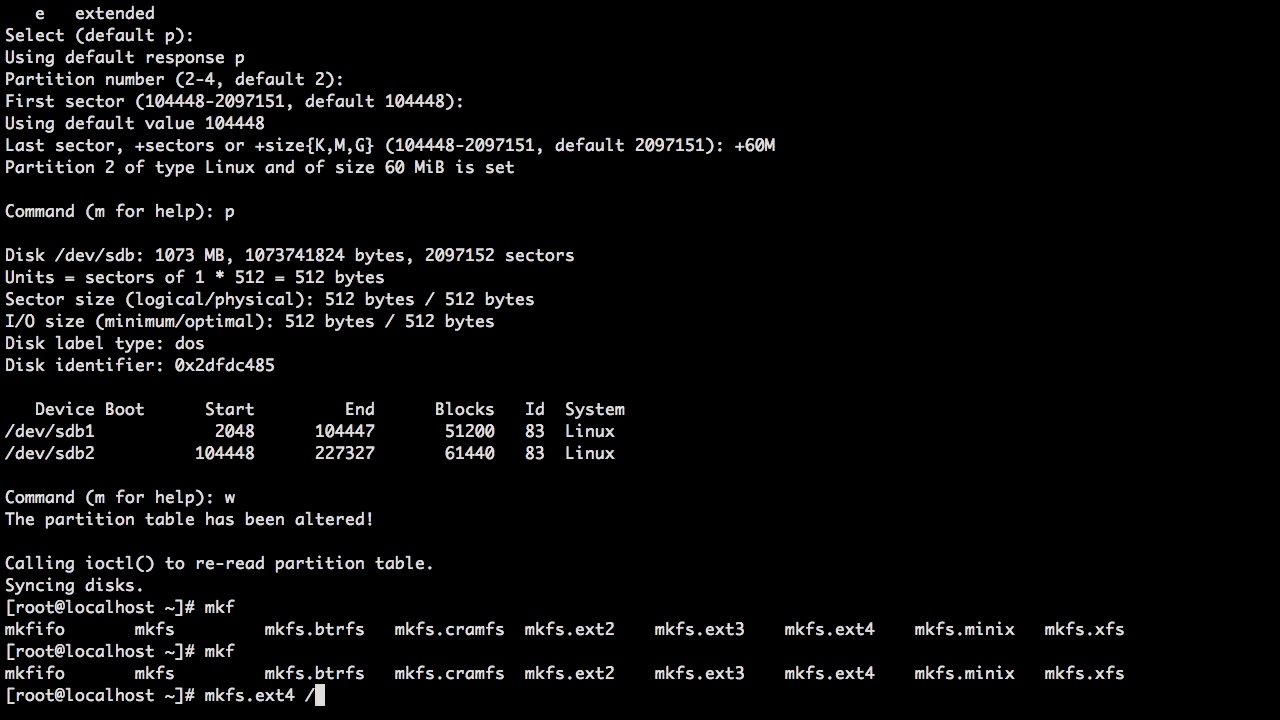 e   extended
Select (default p):
Using default response p
Partition number (2-4, default 2):
First sector (104448-2097151, default 104448):
Using default value 104448
Last sector, +sectors or +size{K,M,G} (104448-2097151, default 2097151): +60M
Partition 2 of type Linux and of size 60 MiB is set
Command (m for help): p
Disk /dev/sdb: 1073 MB, 1073741824 bytes, 2097152 sectors
Units = sectors of 1 * 512 = 512 bytes
Sector size (logical/physical): 512 bytes / 512 bytes
I/O size (minimum/optimal): 512 bytes / 512 bytes
Disk label type: dos
Disk identifier: 0x2dfdc485
Device Boot      Start         End      Blocks   Id  System
/dev/sdb1            2048      104447       51200   83  Linux
/dev/sdb2          104448      227327       61440   83  Linux
Command (m for help): w
The partition table has been altered!
Calling ioctl() to re-read partition table.
Syncing disks.
[root@localhost ~]# mkf
mkfifo       mkfs         mkfs.btrfs   mkfs.cramfs  mkfs.ext2    mkfs.ext3    mkfs.ext4    mkfs.minix   mkfs.xfs
[root@localhost ~]# mkf
mkfifo       mkfs         mkfs.btrfs   mkfs.cramfs  mkfs.ext2    mkfs.ext3    mkfs.ext4    mkfs.minix   mkfs.xfs
[root@localhost ~]# mkfs.ext4 /